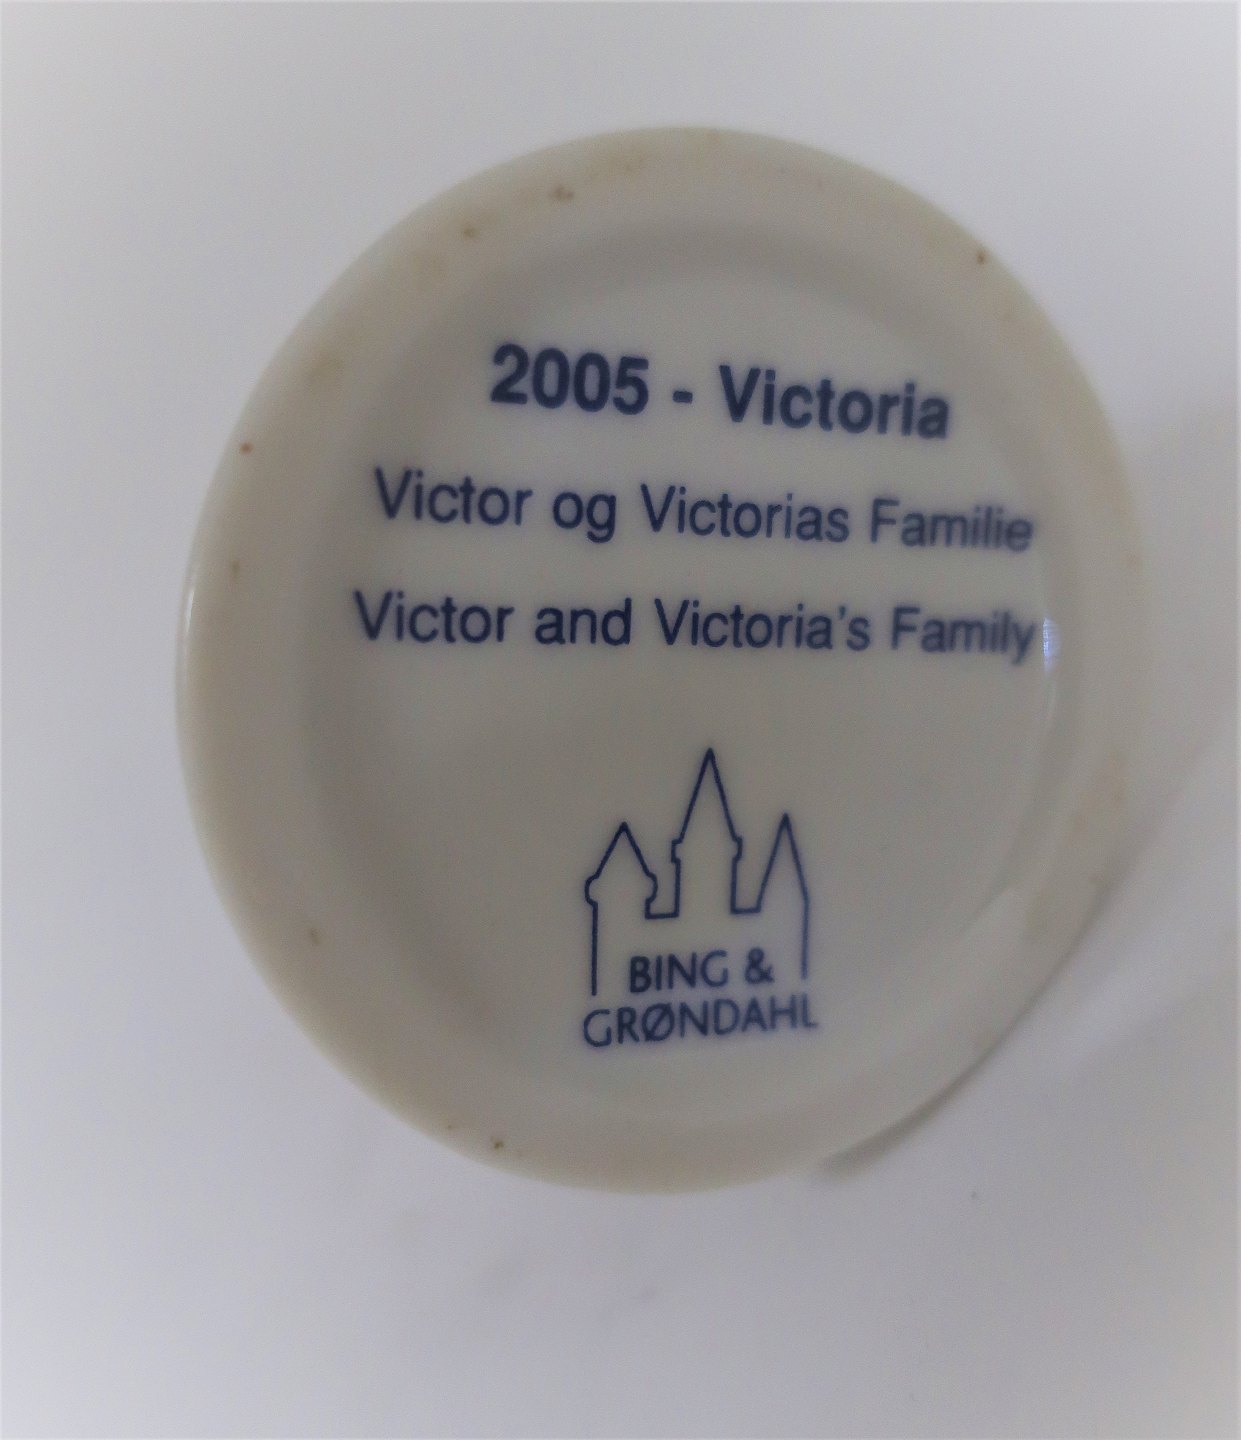 2005 - Victoria
Victor og Victorias Familie
Victor and Victoria's Family
BING &
GRØNDAHL